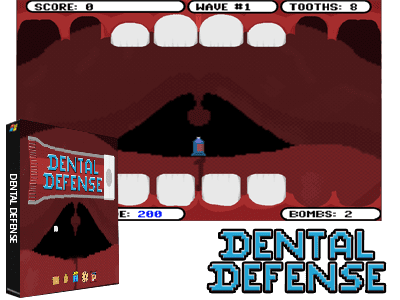 SCORE: 0
WAVE #1
TOOTHS: 8
E: 200
BOMBS: 2
DENTAL DEFENSE
DENTAL
DEFENSE
DENTAL
DEFENSE